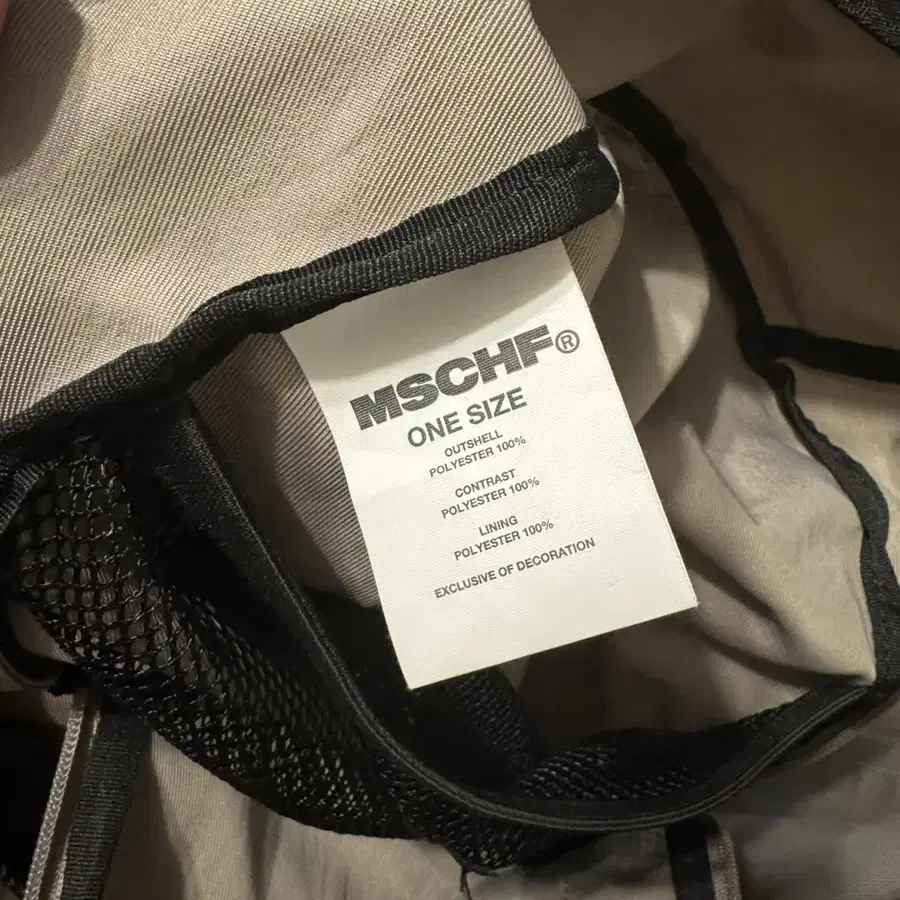 MSCHF®
ONE SIZE
OUTSHELL
POLYESTER 100%
CONTRAST
POLYESTER 100%
LINING
POLYESTER 100%
EXCLUSIVE OF DECORATION